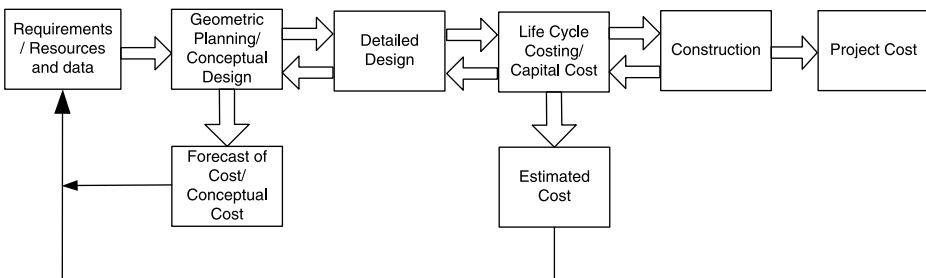 Requirements
/ Resources
and data
Geometric
Planning/
Conceptual
Design
Detailed
Design
Life Cycle
Costing/
Capital Cost
Construction
Project Cost
Forecast of
Cost/
Conceptual
Cost
Estimated
Cost